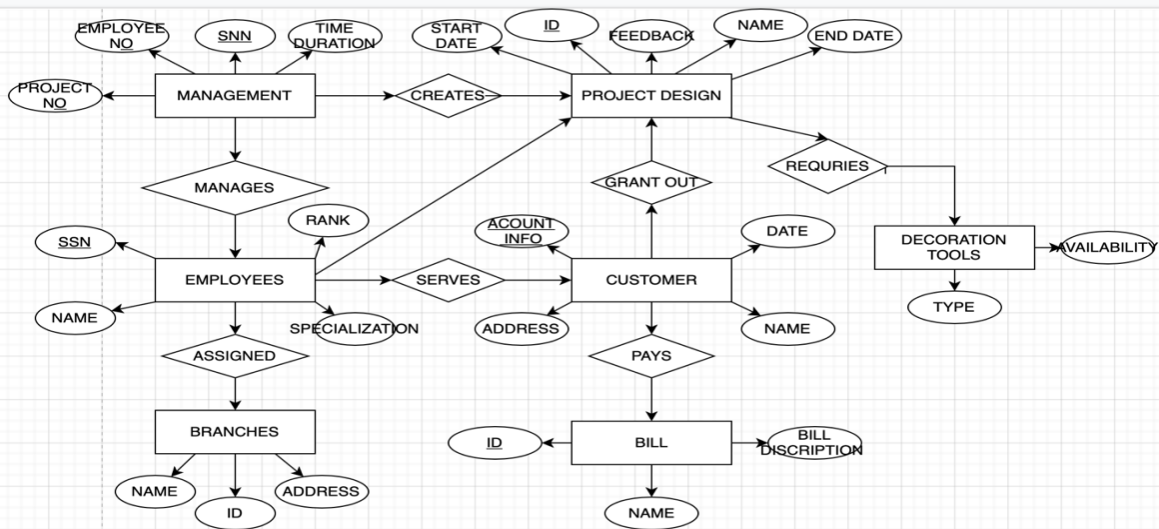 EMPLOYEE
NO
SNN
TIME
DURATION
START
DATE
ID
FEEDBACK
NAME
END DATE
PROJECT
NO
MANAGEMENT
CREATES
PROJECT DESIGN
MANAGES
GRANT OUT
REQURIES
RANK
SSN
ACOUNT
INFO
DATE
DECORATION
TOOLS
AVAILABILITY
EMPLOYEES
SERVES
CUSTOMER
NAME
SPECIALIZATION
ADDRESS
NAME
TYPE
ASSIGNED
PAYS
BRANCHES
ID
BILL
BILL
DISCRIPTION
NAME
ID
ADDRESS
NAME